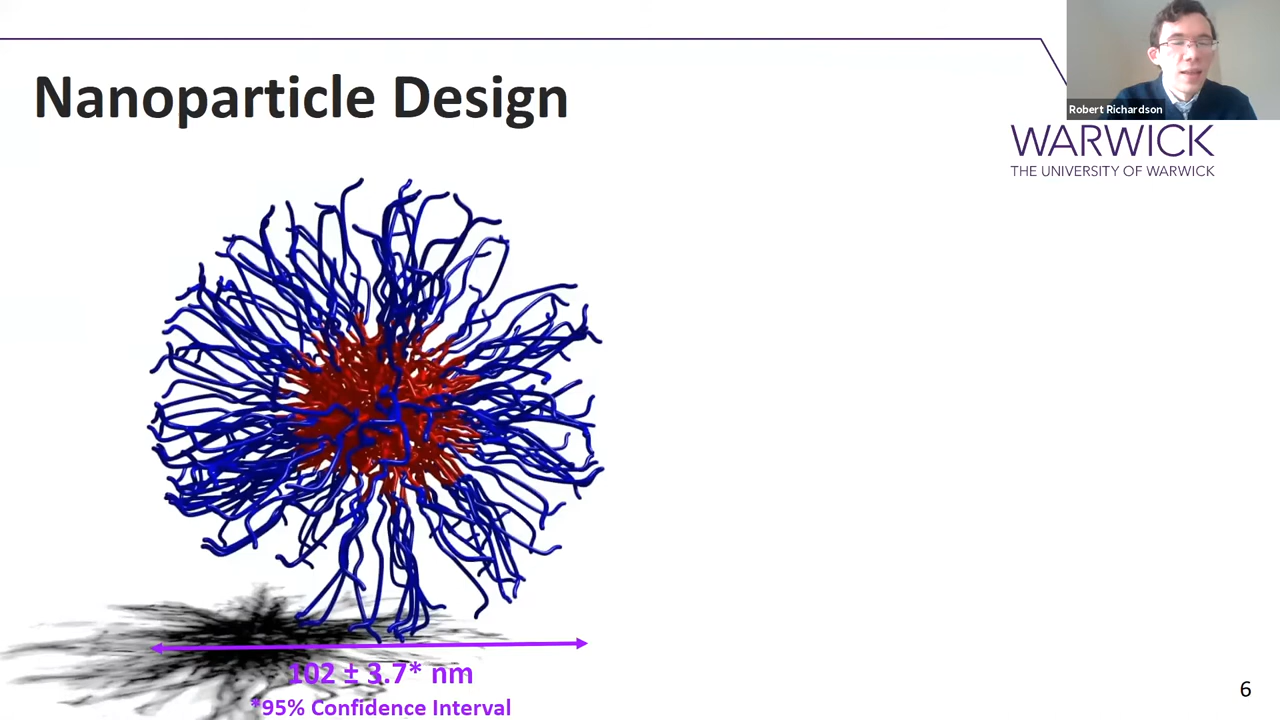 Nanoparticle Design
Robert Richardson
WARWICK
THE UNIVERSITY OF WARWICK
102 ± 3.7* nm
*95% Confidence Interval
6